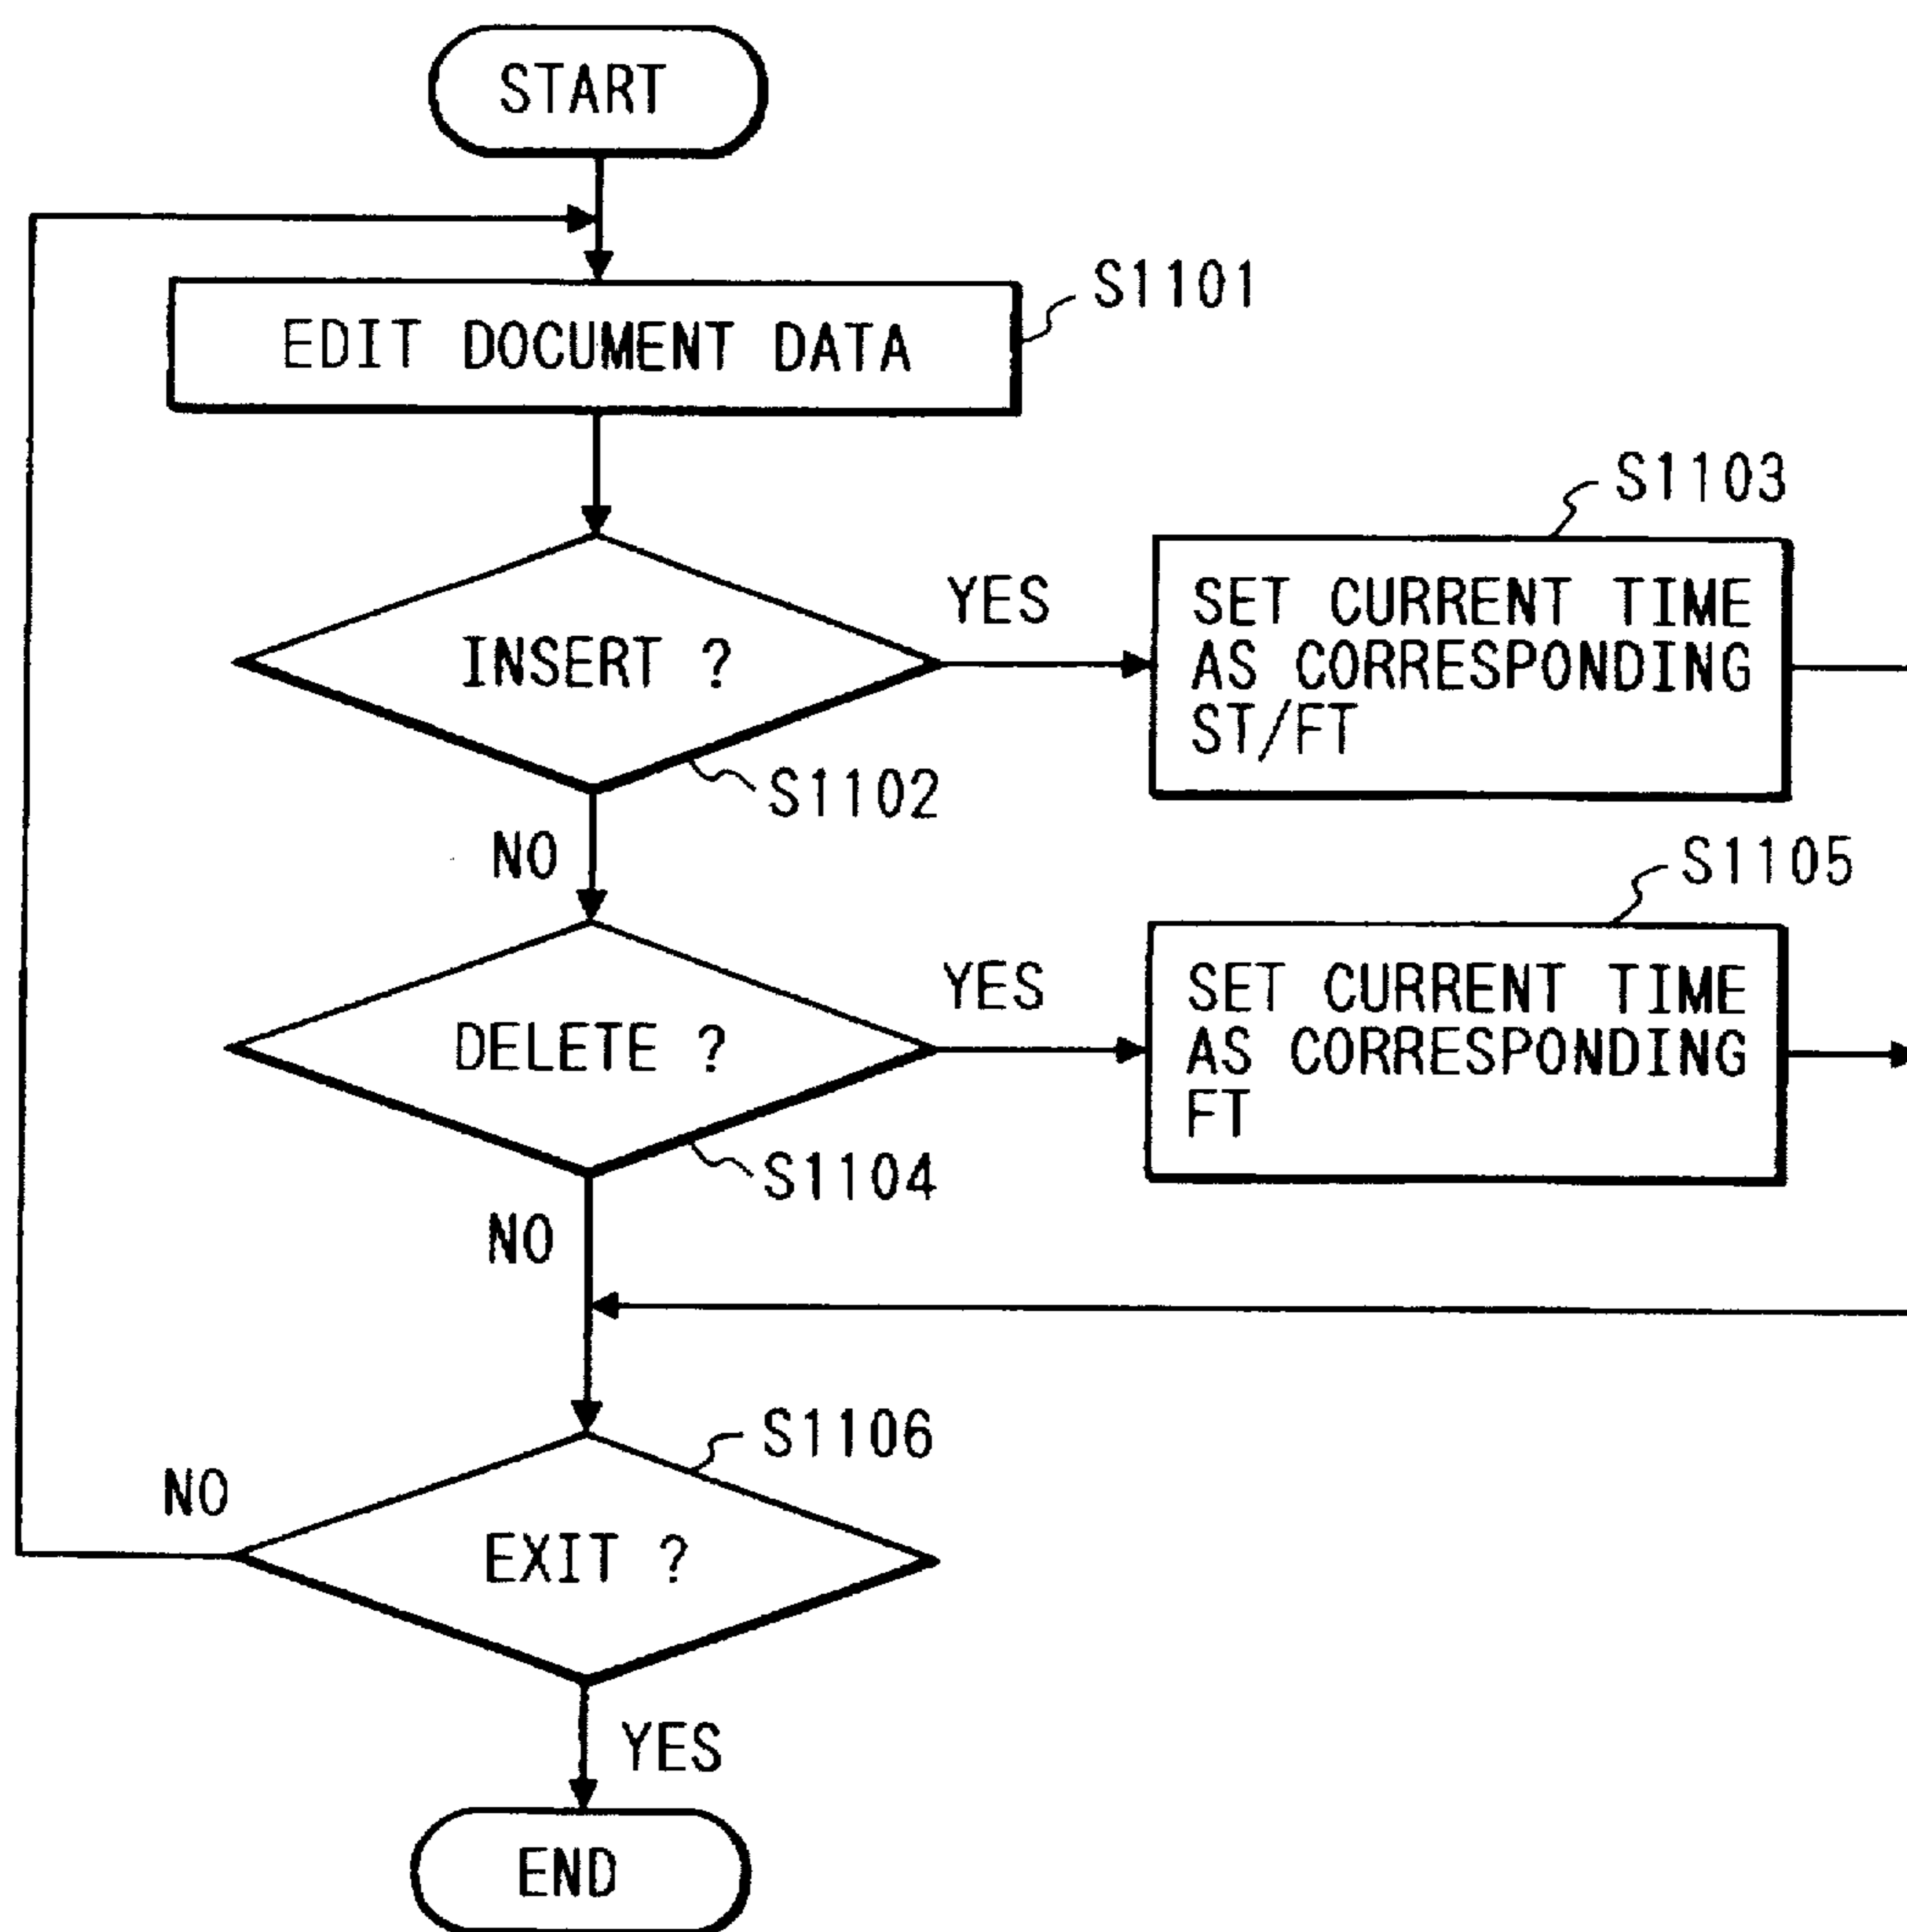 START
S1101
EDIT DOCUMENT DATA
S1103
YES
SET CURRENT TIME
AS CORRESPONDING
ST/FT
INSERT ?
S1102
NO
S1105
YES
SET CURRENT TIME
AS CORRESPONDING
FT
DELETE ?
S1104
NO
S1106
NO
EXIT ?
YES
END